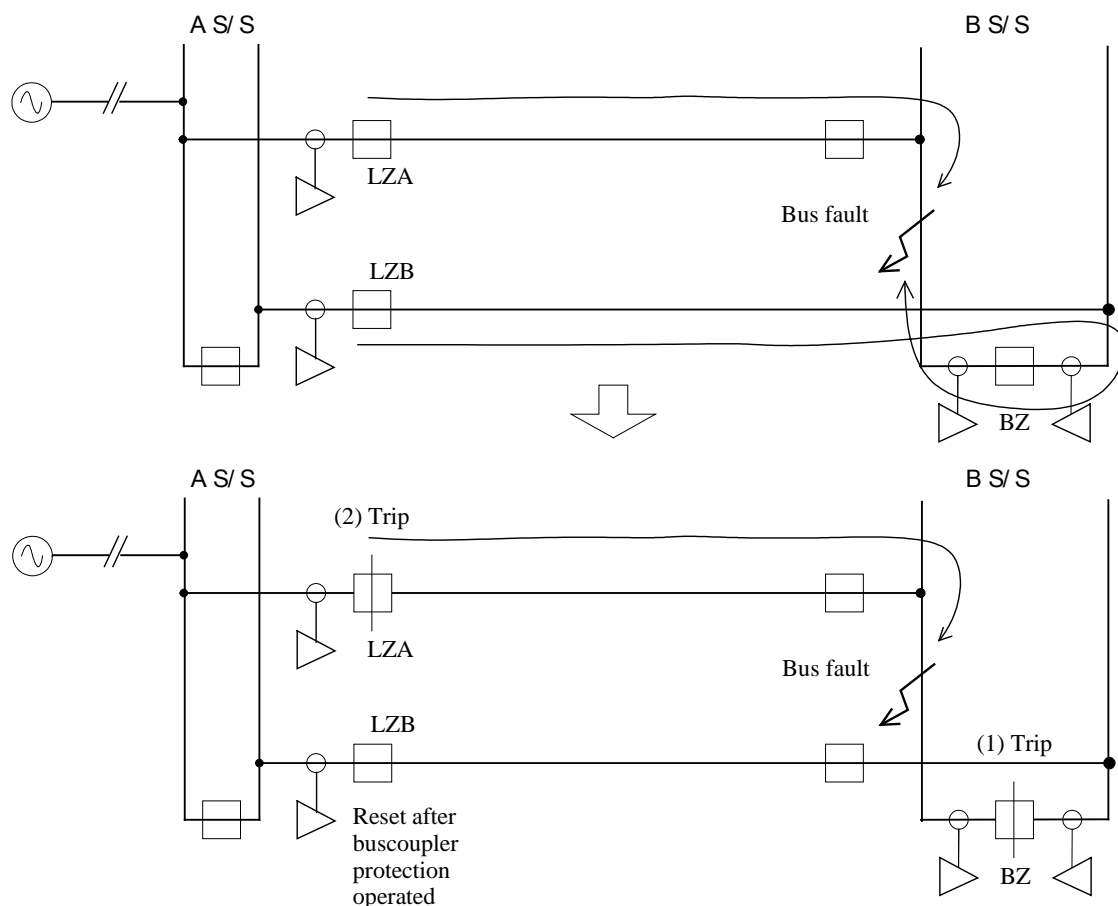 A S/S
B S/S
LZA
Bus fault
LZB
BZ
A S/S
B S/S
(2) Trip
LZA
Bus fault
LZB
(1) Trip
Reset after
buscoupler
protection
operated
BZ